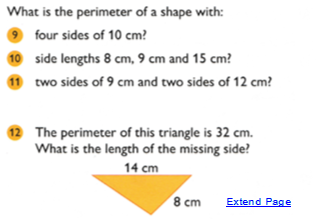 What is the perimeter of a shape with:
9 four sides of 10 cm?
10 side lengths 8 cm, 9 cm and 15 cm?
11 two sides of 9 cm and two sides of 12 cm?
12 The perimeter of this triangle is 32 cm.
What is the length of the missing side?
14 cm
8 cm
Extend Page